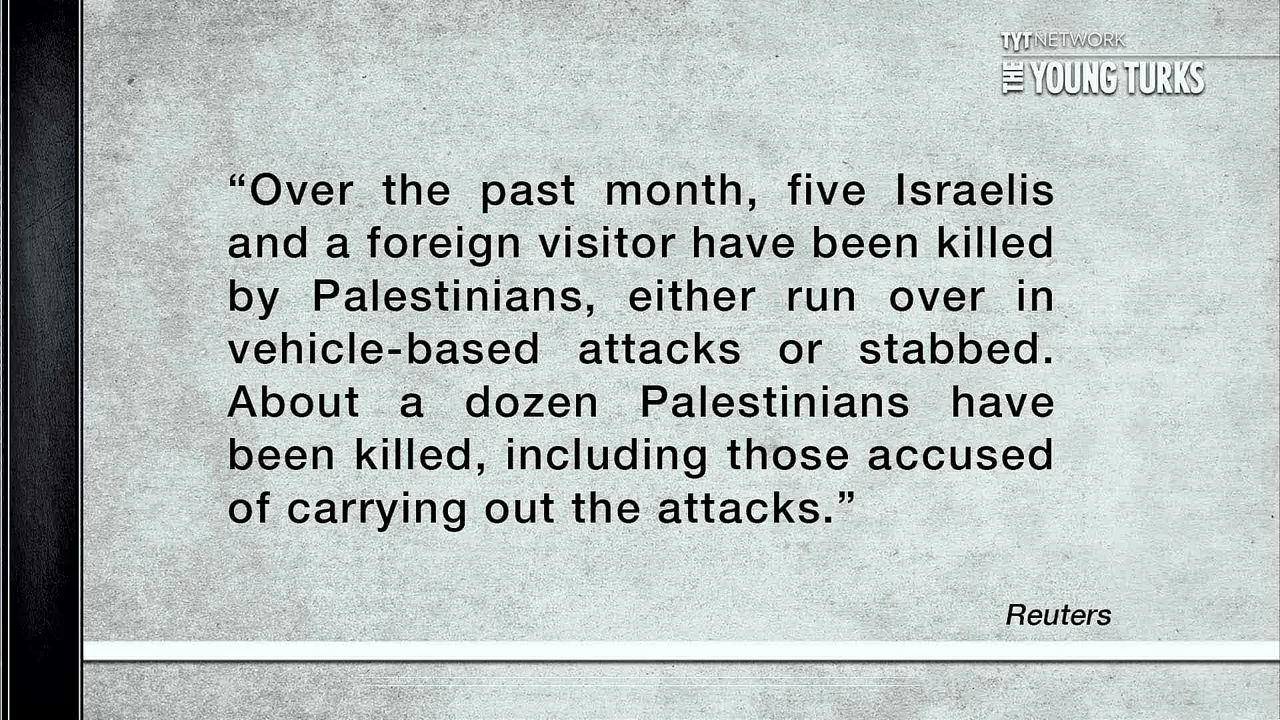 TYT NETWORK
THE YOUNG TURKS
“Over the past month, five Israelis
and a foreign visitor have been killed
by Palestinians, either run over in
vehicle-based attacks or stabbed.
About a dozen Palestinians have
been killed, including those accused
of carrying out the attacks.”
Reuters